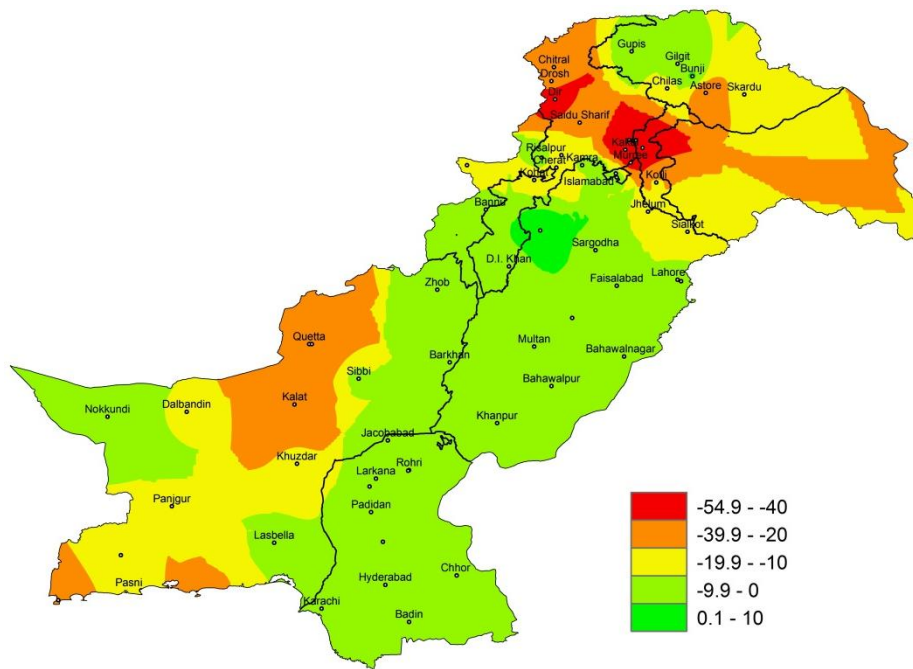 Gupis
Gilgit
Chitral
Drosh
Bunji
Chilas
Astore
Skardu
Dir
Saidu Sharif
Risalpur
Kamra
Cherat
Murree
Kohat
Islamabad
Kotli
Bannu
Jhelum
Sialkot
Sargodha
D.I. Khan
Zhob
Faisalabad
Lahore
Quetta
Multan
Barkhan
Bahawalnagar
Sibbi
Bahawalpur
Nokkundi
Dalbandin
Kalat
Khanpur
Jacobabad
Khuzdar
Rohri
Larkana
Panjgur
Padidan
Lasbella
Pasni
Hyderabad
Chhor
Karachi
Badin
-54.9 - -40
-39.9 - -20
-19.9 - -10
-9.9 - 0
0.1 - 10